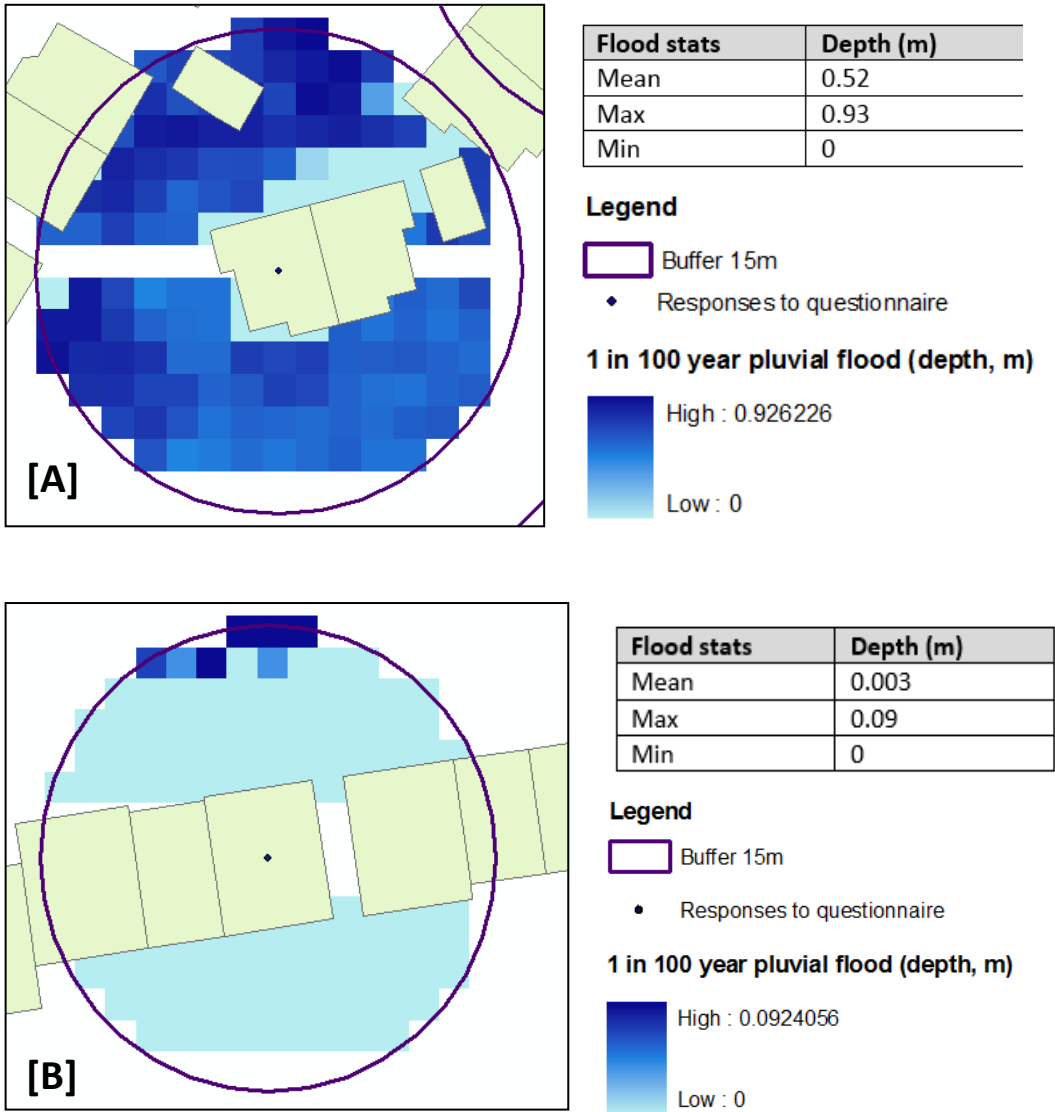 [A]
Flood stats Depth (m)
Mean 0.52
Max 0.93
Min 0
Legend
Buffer 15m
Responses to questionnaire
1 in 100 year pluvial flood (depth, m)
High : 0.926226
Low : 0
[B]
Flood stats Depth (m)
Mean 0.003
Max 0.09
Min 0
Legend
Buffer 15m
Responses to questionnaire
1 in 100 year pluvial flood (depth, m)
High : 0.0924056
Low : 0